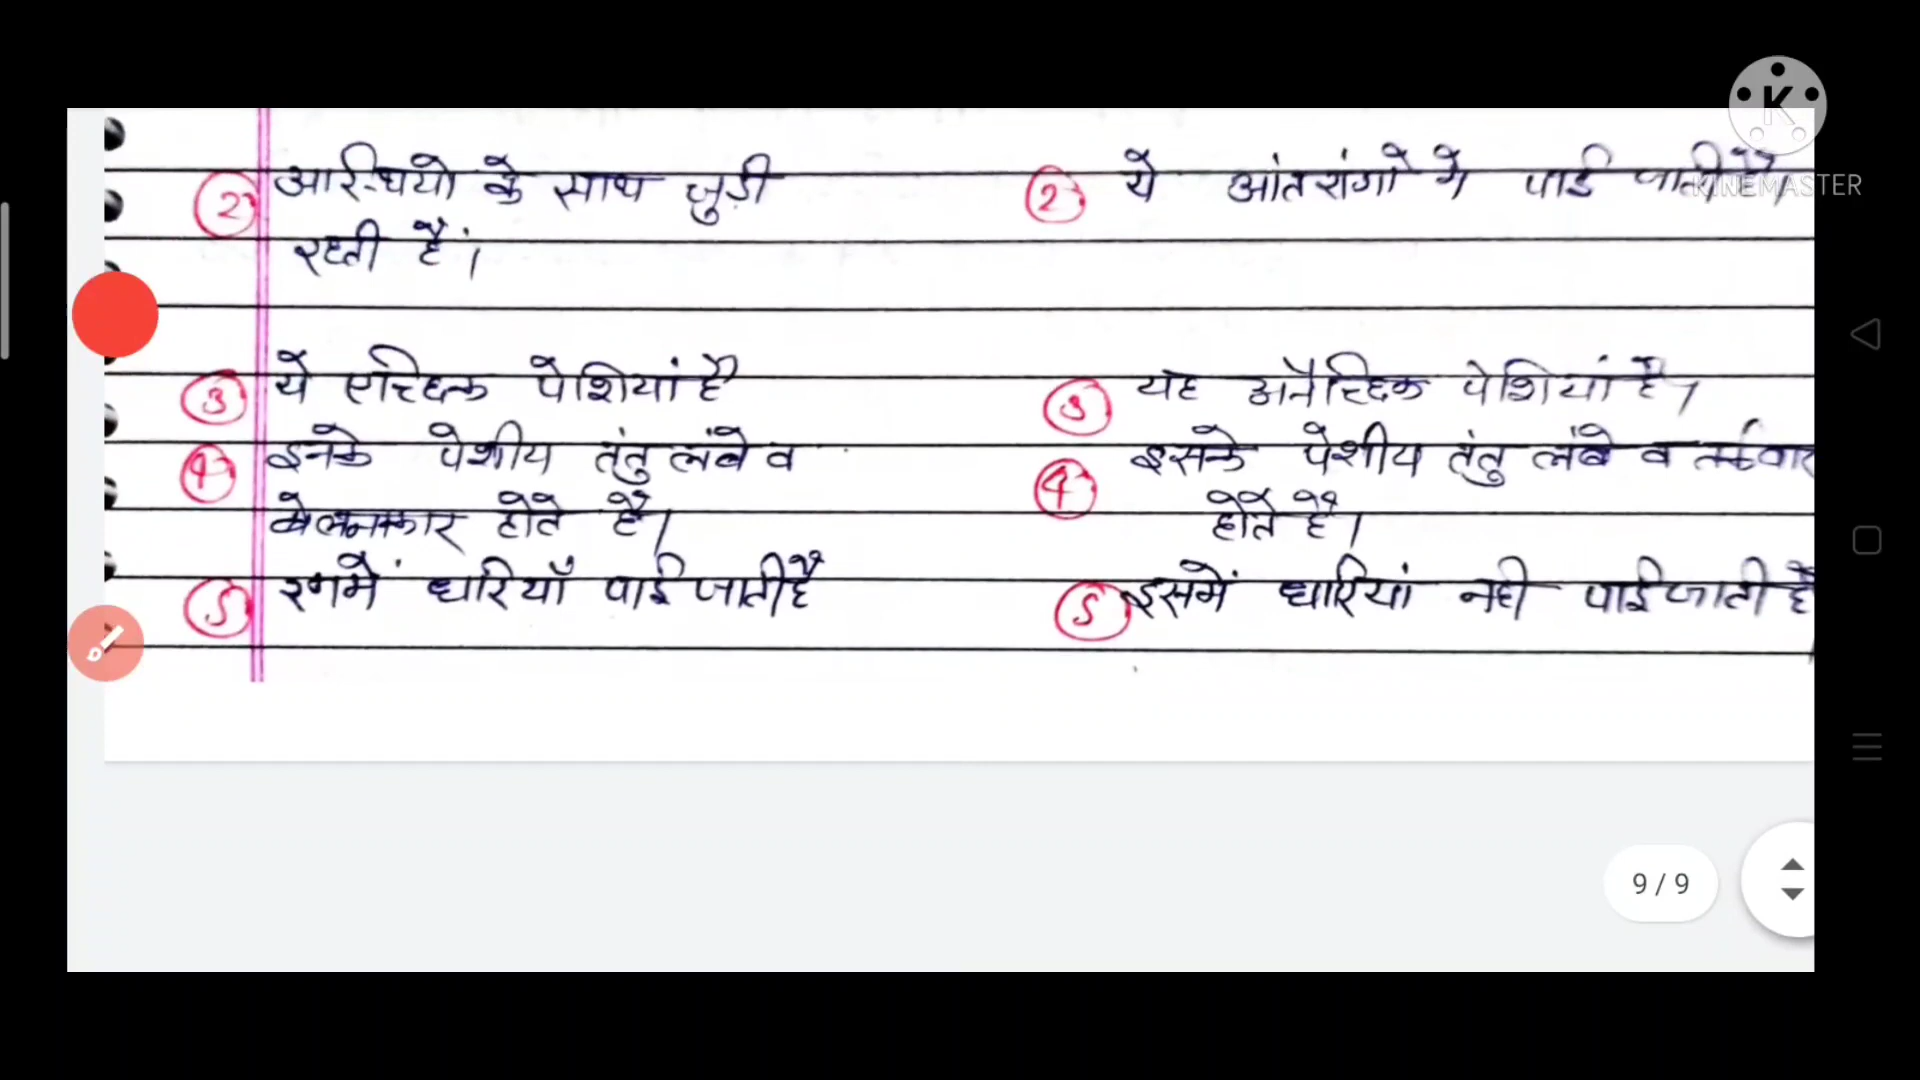 ② अस्थियो के साथ जुड़ी
रहती हैं।
③ ये एच्छिक पेशियां है
④ इनके पेशीय तंतु लंबे व
बेलनाकार होते है।
⑤ इनमें धारियाँ पाई जाती है
② ये आंतरांगो मे पाई जाती है।
③ यह अनैच्छिक पेशियां है।
④ इसके पेशीय तंतु लंबे व
होते है।
⑤ इसमें धारियां नही पाई जाती है
K
KINEMASTER
9 / 9